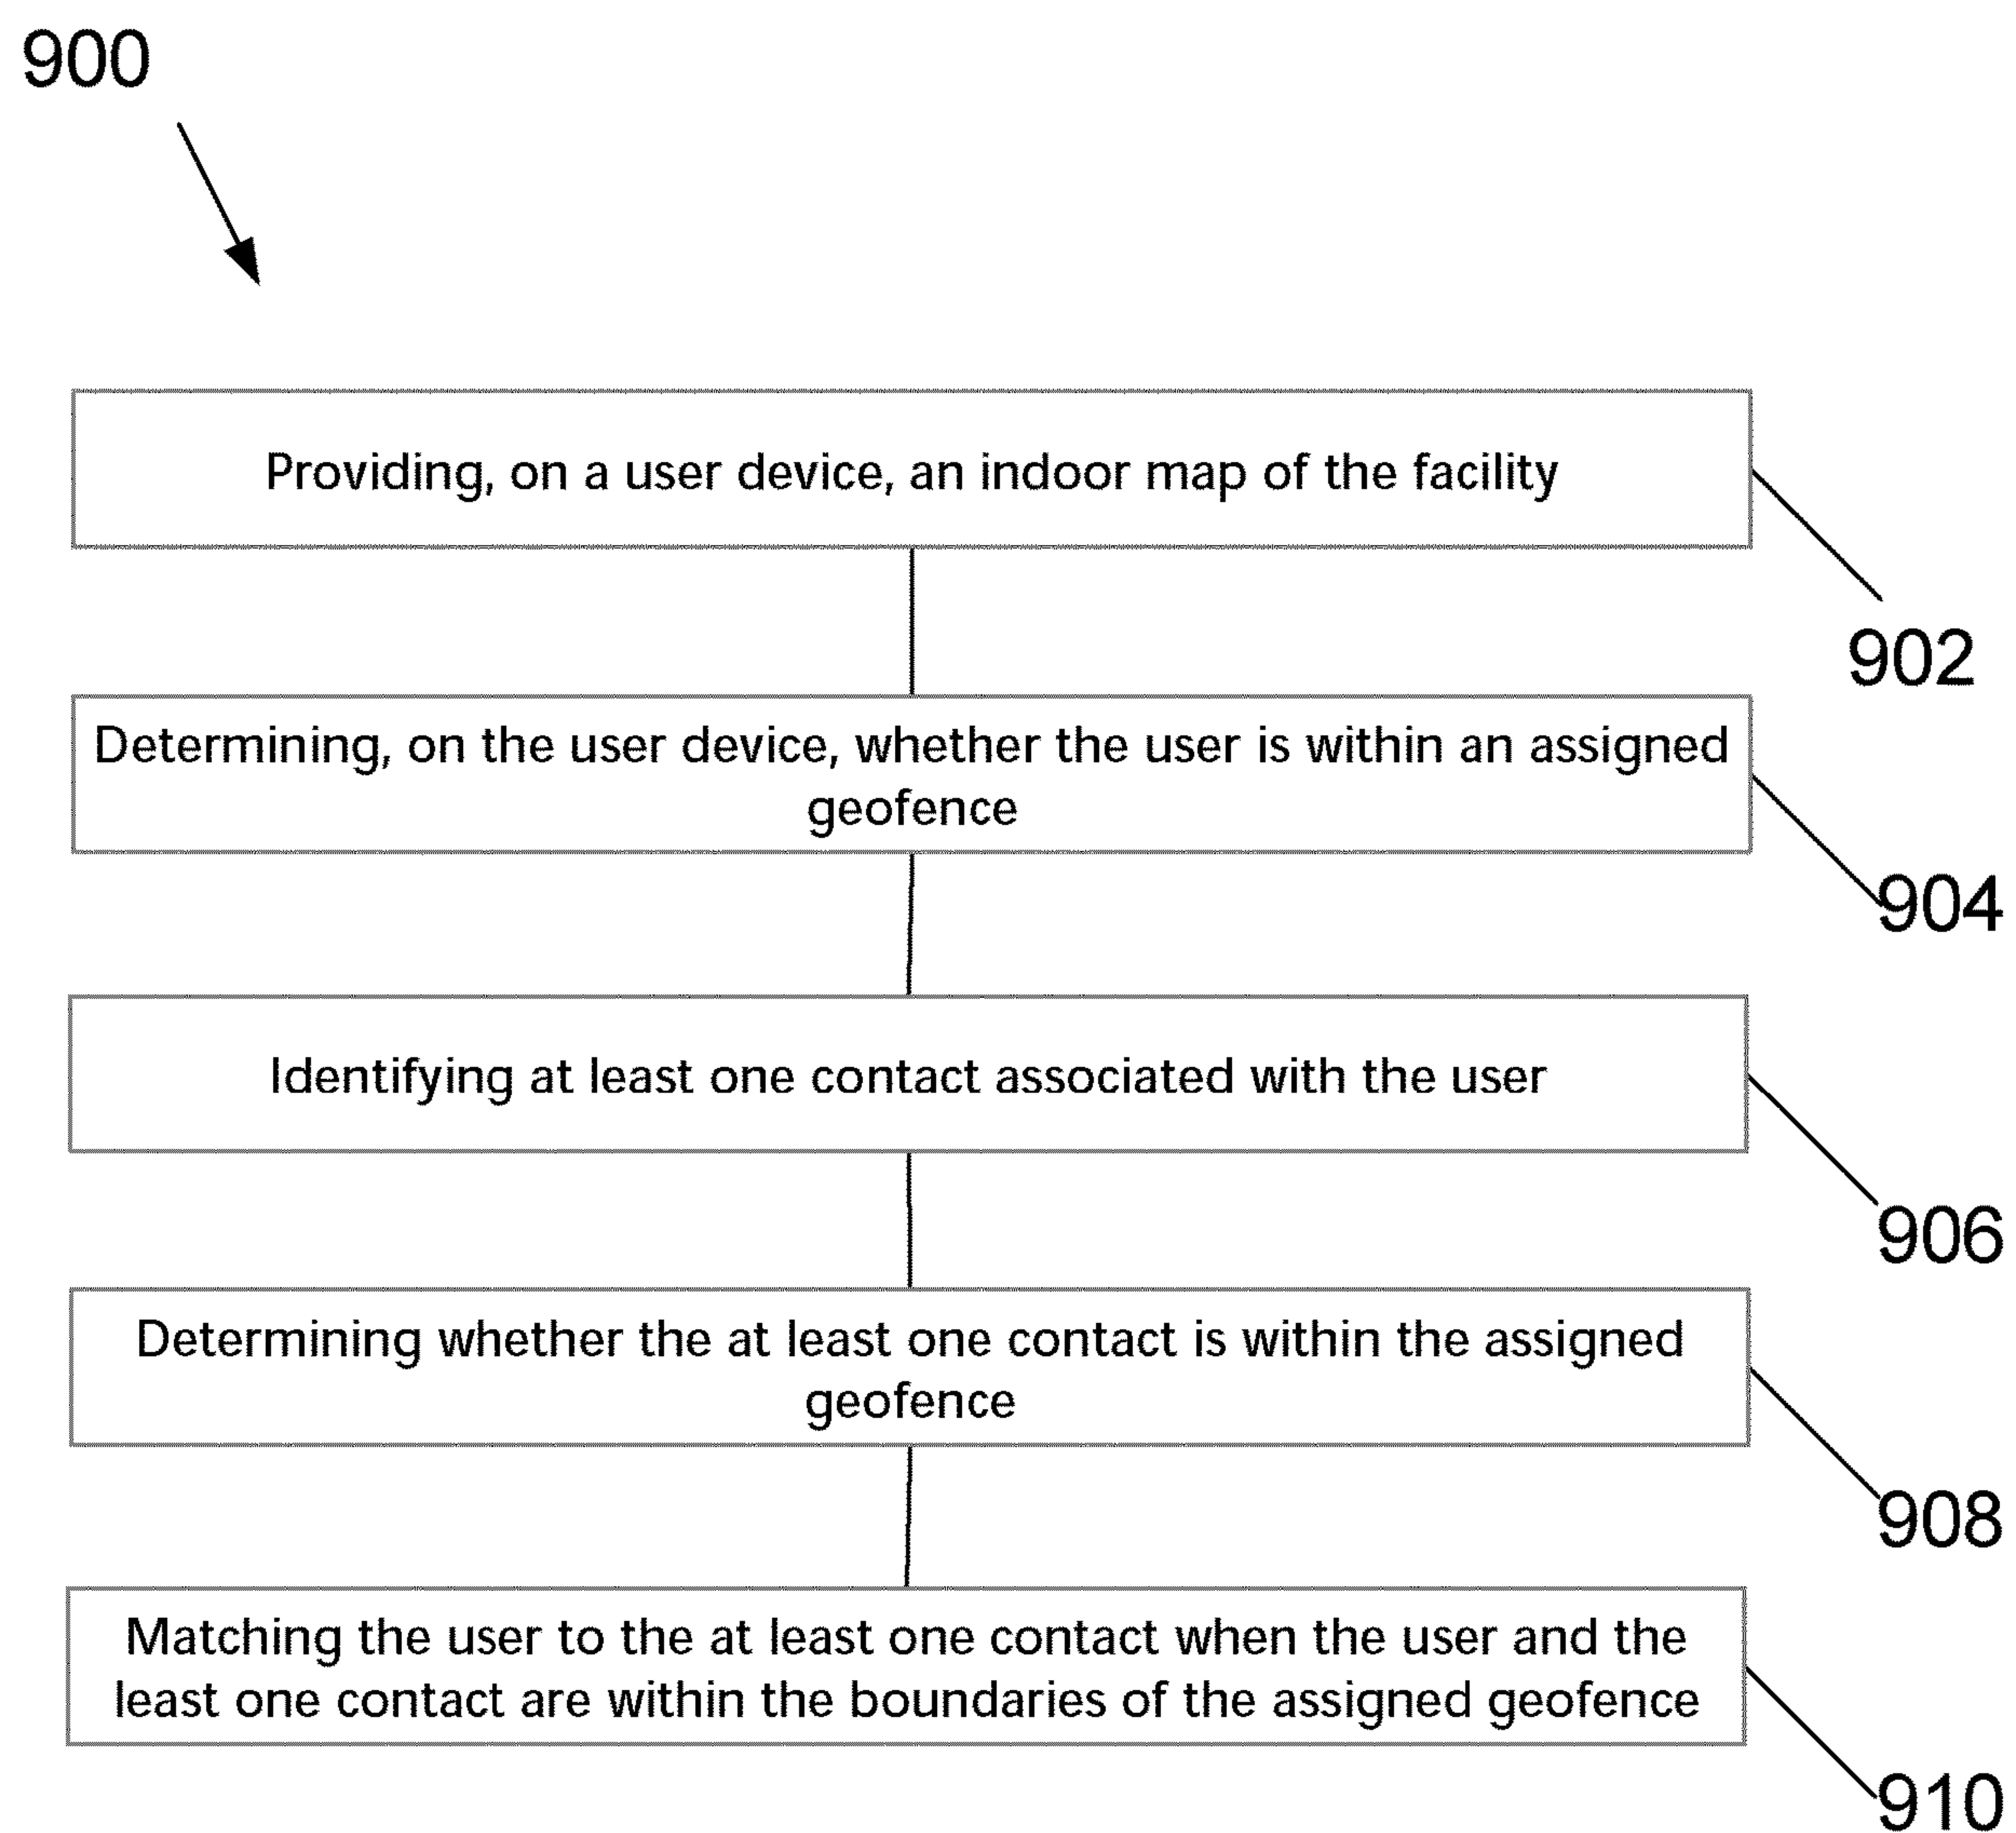 900
Providing, on a user device, an indoor map of the facility
902
Determining, on the user device, whether the user is within an assigned
geofence
904
Identifying at least one contact associated with the user
906
Determining whether the at least one contact is within the assigned
geofence
908
Matching the user to the at least one contact when the user and the
least one contact are within the boundaries of the assigned geofence
910